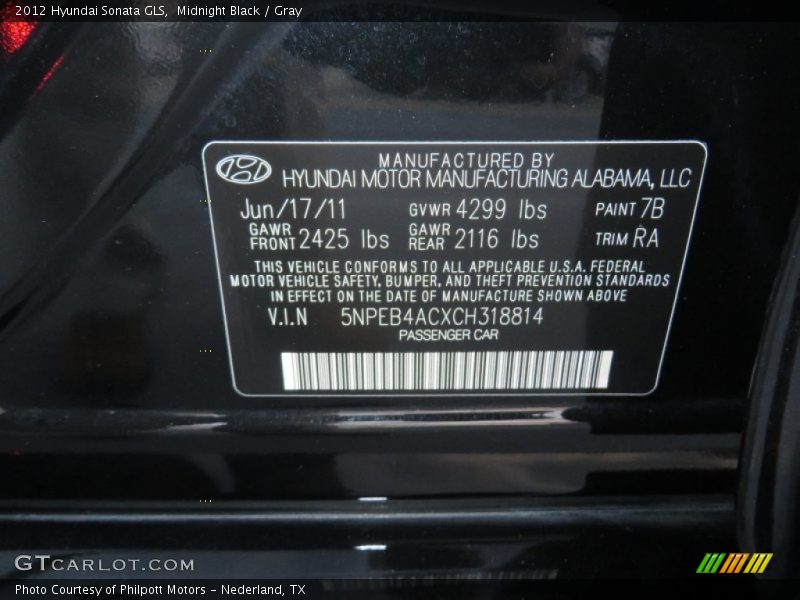 2012 Hyundai Sonata GLS, Midnight Black / Gray
MANUFACTURED BY
HYUNDAI MOTOR MANUFACTURING ALABAMA, LLC
Jun/17/11 GVWR 4299 lbs PAINT 7B
GAWR FRONT 2425 lbs GAWR REAR 2116 lbs TRIM RA
THIS VEHICLE CONFORMS TO ALL APPLICABLE U.S.A. FEDERAL
MOTOR VEHICLE SAFETY, BUMPER, AND THEFT PREVENTION STANDARDS
IN EFFECT ON THE DATE OF MANUFACTURE SHOWN ABOVE
V.I.N 5NPEB4ACXCH318814
PASSENGER CAR
GTCARLOT.COM
Photo Courtesy of Philpott Motors - Nederland, TX